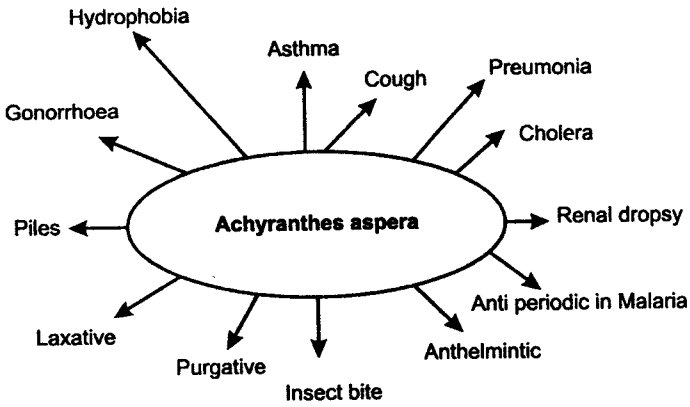 Hydrophobia
Asthma
Cough
Preumonia
Gonorrhoea
Cholera
Achyranthes aspera
Piles
Renal dropsy
Anti periodic in Malaria
Laxative
Purgative
Anthelmintic
Insect bite